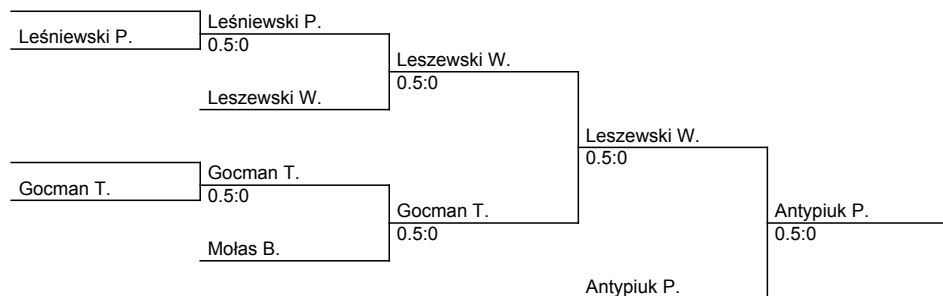 Leśniewski P.
Leśniewski P.
0.5:0
Leszewski W.
Leszewski W.
0.5:0
Gocman T.
Gocman T.
0.5:0
Mołas B.
Gocman T.
0.5:0
Leszewski W.
0.5:0
Antypiuk P.
Antypiuk P.
0.5:0